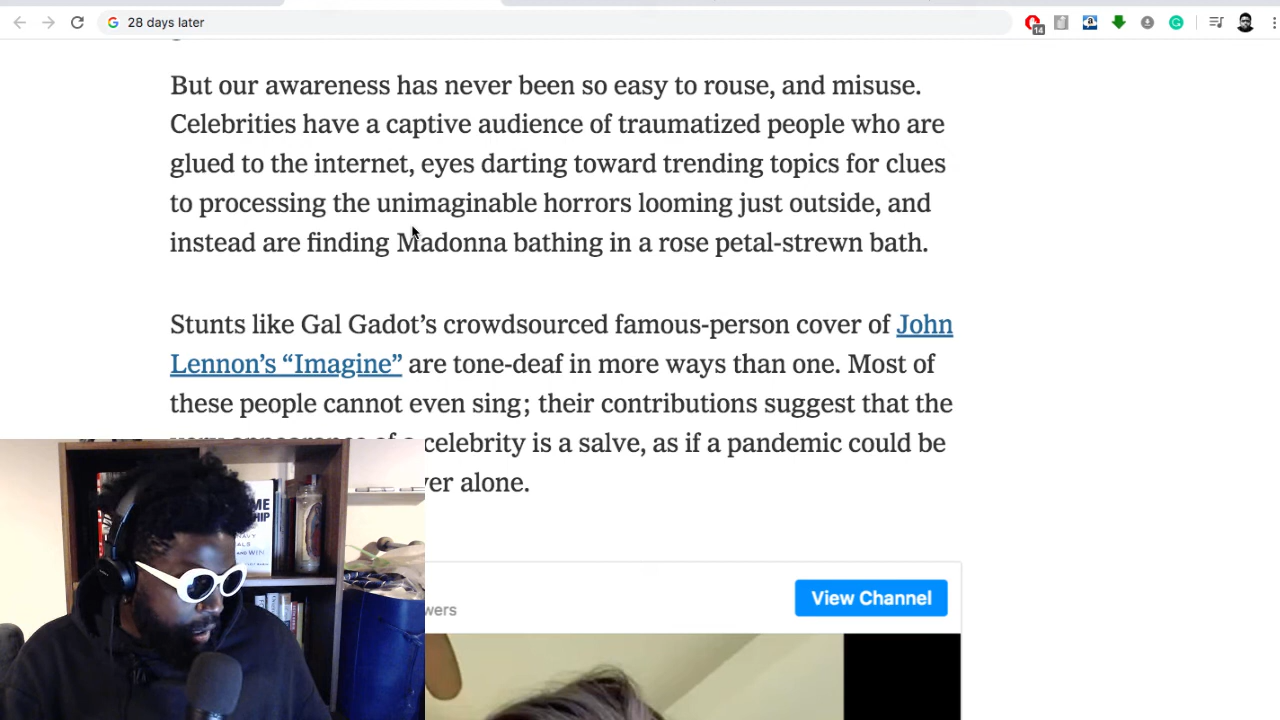 28 days later
14
But our awareness has never been so easy to rouse, and misuse.
Celebrities have a captive audience of traumatized people who are
glued to the internet, eyes darting toward trending topics for clues
to processing the unimaginable horrors looming just outside, and
instead are finding Madonna bathing in a rose petal-strewn bath.
Stunts like Gal Gadot’s crowdsourced famous-person cover of John
Lennon’s “Imagine” are tone-deaf in more ways than one. Most of
these people cannot even sing; their contributions suggest that the
celebrity is a salve, as if a pandemic could be
alone.
View Channel
AND WIN